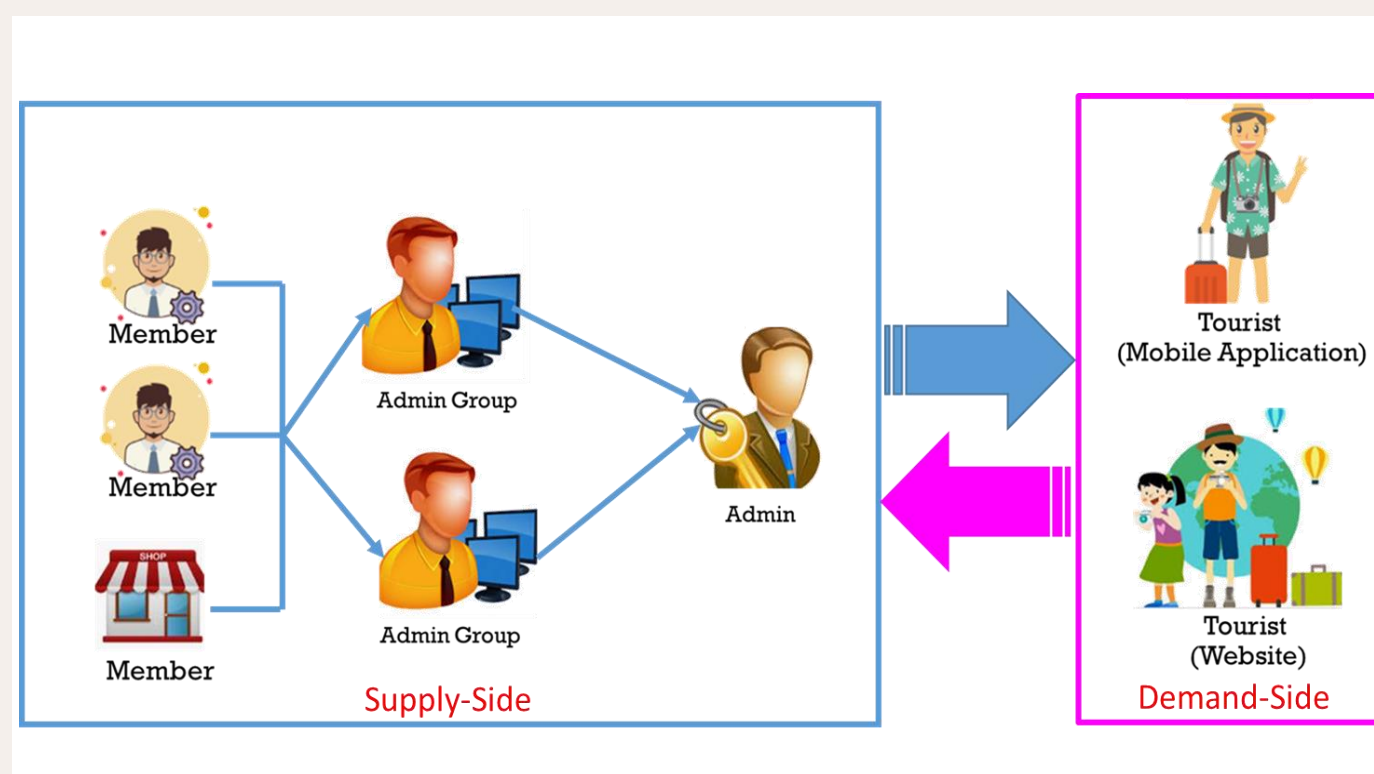 Member
Member
SHOP
Member
Admin Group
Admin Group
Supply-Side
Admin
Tourist
(Mobile Application)
Tourist
(Website)
Demand-Side